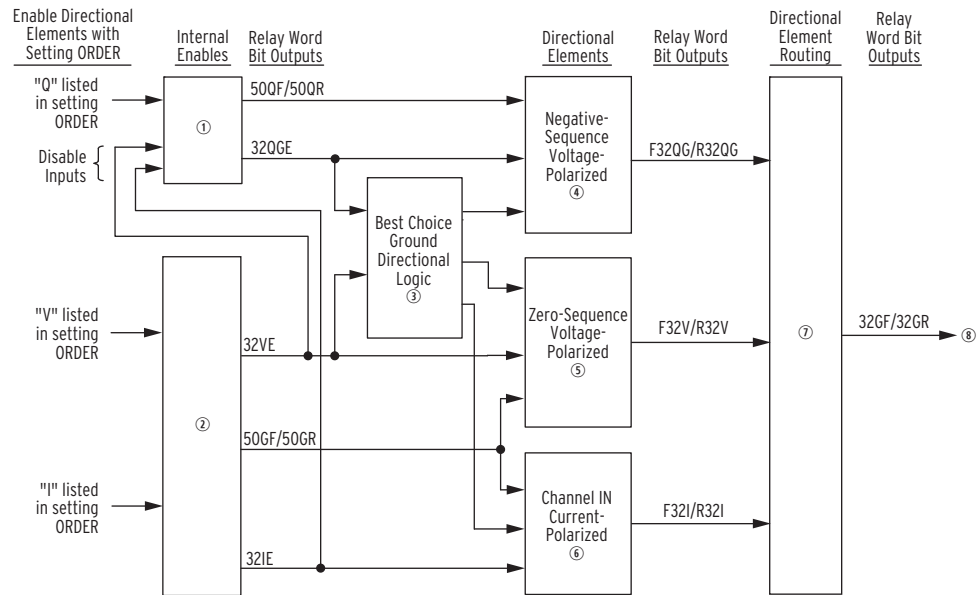 Enable Directional
Elements with
Setting ORDER
Internal
Enables
Relay Word
Bit Outputs
Directional
Elements
Relay Word
Bit Outputs
Directional
Element
Routing
Relay
Word Bit
Outputs
"Q" listed
in setting
ORDER
Disable
Inputs
"V" listed
in setting
ORDER
"I" listed
in setting
ORDER
①
②
50QF/50QR
32QGE
32VE
50GF/50GR
32IE
Best Choice
Ground
Directional
Logic
③
Negative-
Sequence
Voltage-
Polarized
④
Zero-Sequence
Voltage-
Polarized
⑤
Channel IN
Current-
Polarized
⑥
F32QG/R32QG
F32V/R32V
F32I/R32I
⑦
32GF/32GR
⑧